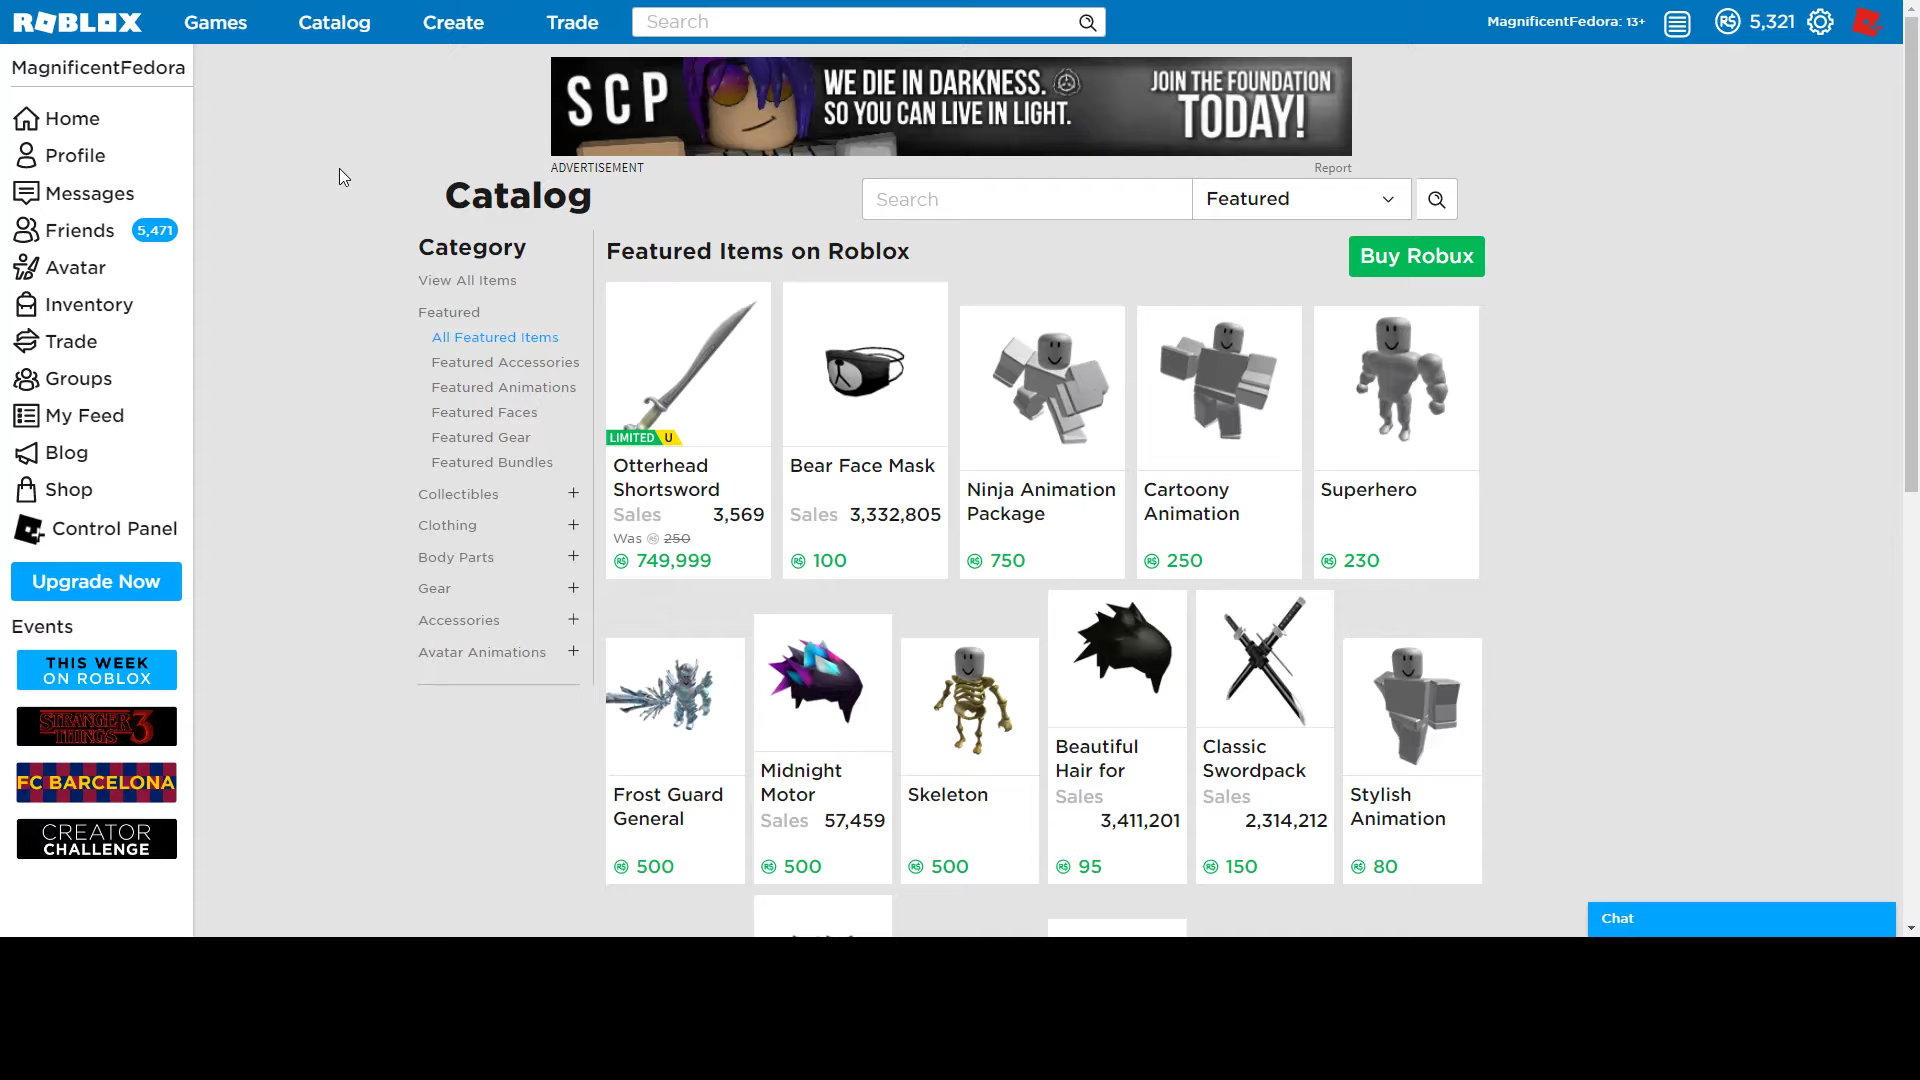 ROBLOX
Games
Catalog
Create
Trade
Search
MagnificentFedora: 13+
5,321
MagnificentFedora
Home
Profile
Messages
Friends 5,471
Avatar
Inventory
Trade
Groups
My Feed
Blog
Shop
Control Panel
Upgrade Now
Events
THIS WEEK
ON ROBLOX
STRANGER
THINGS 3
FC BARCELONA
CREATOR
CHALLENGE
SCP
WE DIE IN DARKNESS.
SO YOU CAN LIVE IN LIGHT.
JOIN THE FOUNDATION
TODAY!
ADVERTISEMENT
Report
Catalog
Search
Featured
Category
View All Items
Featured
All Featured Items
Featured Accessories
Featured Animations
Featured Faces
Featured Gear
Featured Bundles
Collectibles +
Clothing +
Body Parts +
Gear +
Accessories +
Avatar Animations +
Featured Items on Roblox
Buy Robux
LIMITED U
Otterhead
Shortsword
Sales 3,569
Was 250
749,999
Bear Face Mask
Sales 3,332,805
100
Ninja Animation
Package
750
Cartoony
Animation
250
Superhero
230
Frost Guard
General
500
Midnight
Motor
Sales 57,459
500
Skeleton
500
Beautiful
Hair for
Sales
3,411,201
95
Classic
Swordpack
Sales
2,314,212
150
Stylish
Animation
80
Chat